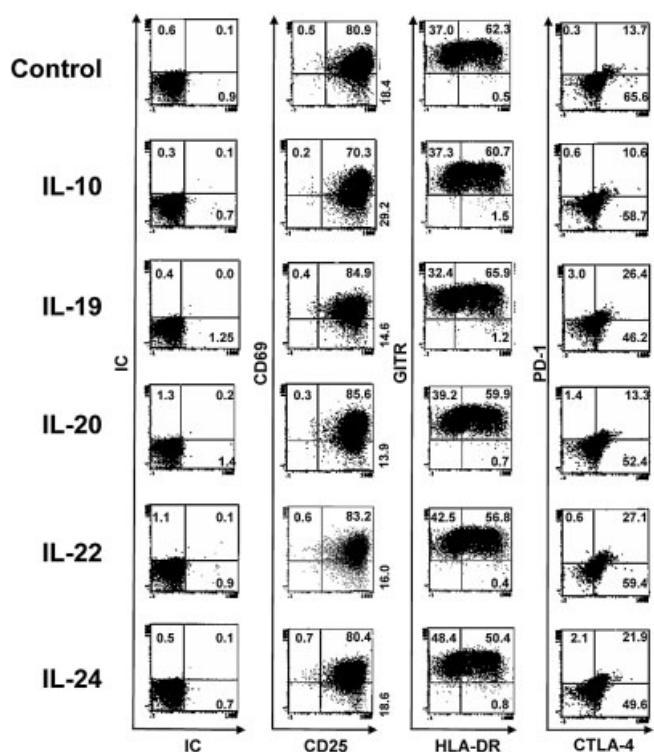 0.6 0.1 0.5 80.9 37.0 62.3 0.3 13.7
Control
0.9 18.4 0.5 65.6
0.3 0.1 0.2 70.3 37.3 60.7 0.6 10.6
IL-10
0.7 29.2 1.5 58.7
0.4 0.0 0.4 84.9 32.4 65.9 3.0 26.4
IL-19
1.25 14.6 1.2 46.2
IC CD69 GITR PD-1
1.3 0.2 0.3 85.6 39.2 59.9 1.4 13.3
IL-20
1.4 13.9 0.7 52.4
1.1 0.1 0.6 83.2 42.5 56.8 0.6 27.1
IL-22
0.9 16.0 0.4 59.4
0.5 0.1 0.7 80.4 48.4 50.4 2.1 21.9
IL-24
0.7 18.6 0.8 49.6
IC CD25 HLA-DR CTLA-4